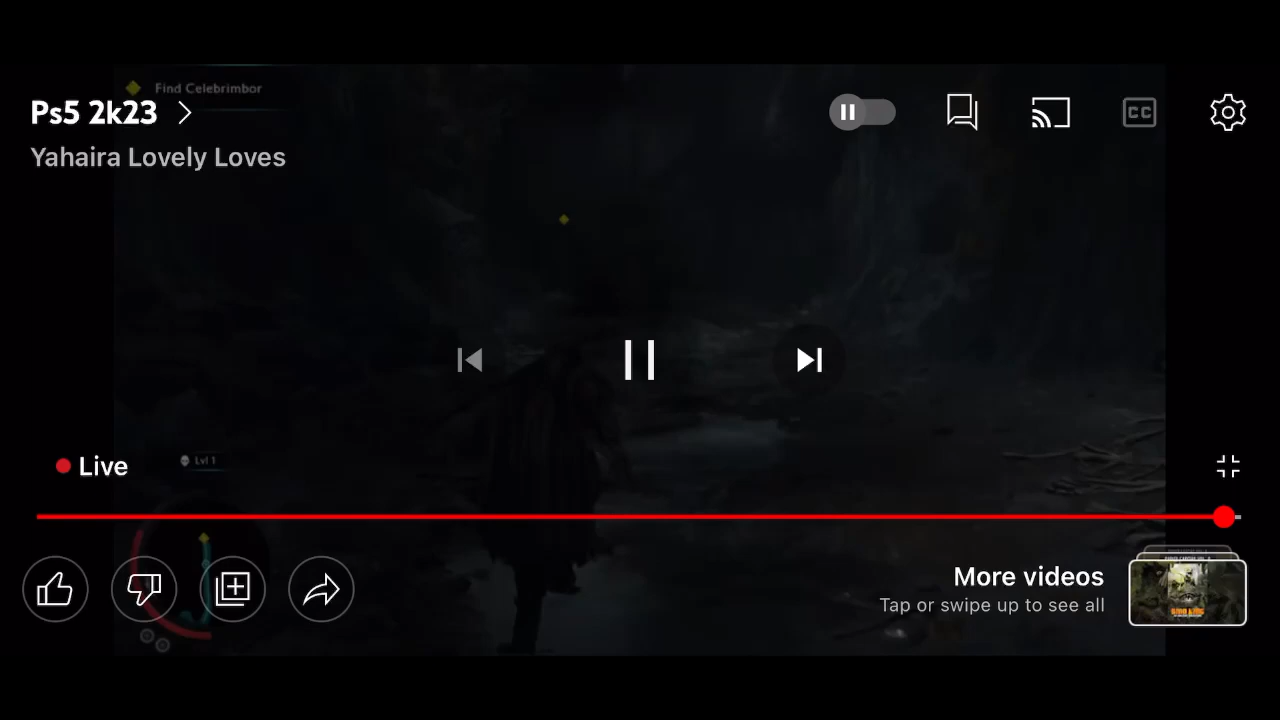 Find Celebrimbor
Ps5 2k23
Yahaira Lovely Loves
CC
Live
Lvl 1
More videos
Tap or swipe up to see all